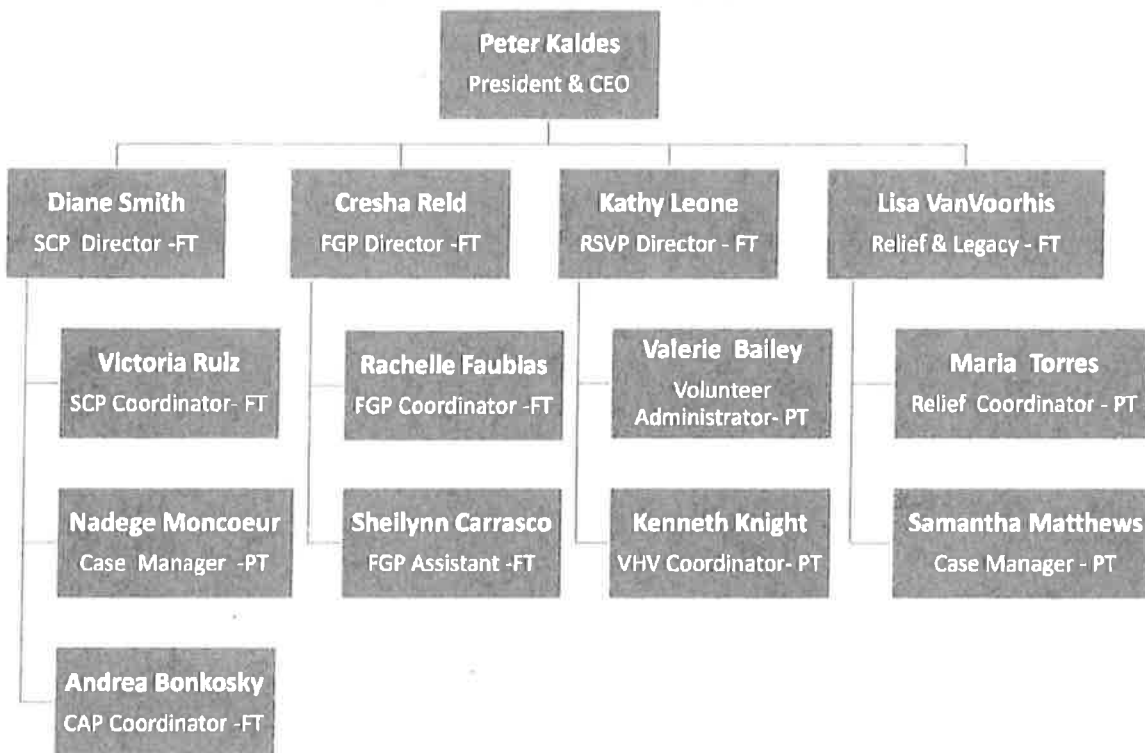 Peter Kaldes
President & CEO
Diane Smith
SCP Director -FT
Cresha Reld
FGP Director -FT
Kathy Leone
RSVP Director - FT
Lisa VanVoorhis
Relief & Legacy - FT
Victoria Rulz
SCP Coordinator- FT
Rachelle Faublas
FGP Coordinator -FT
Valerie Bailey
Volunteer
Administrator- PT
Maria Torres
Relief Coordinator - PT
Nadege Moncoeur
Case Manager -PT
Sheilynn Carrasco
FGP Assistant -FT
Kenneth Knight
VHV Coordinator- PT
Samantha Matthews
Case Manager - PT
Andrea Bonkosky
CAP Coordinator -FT